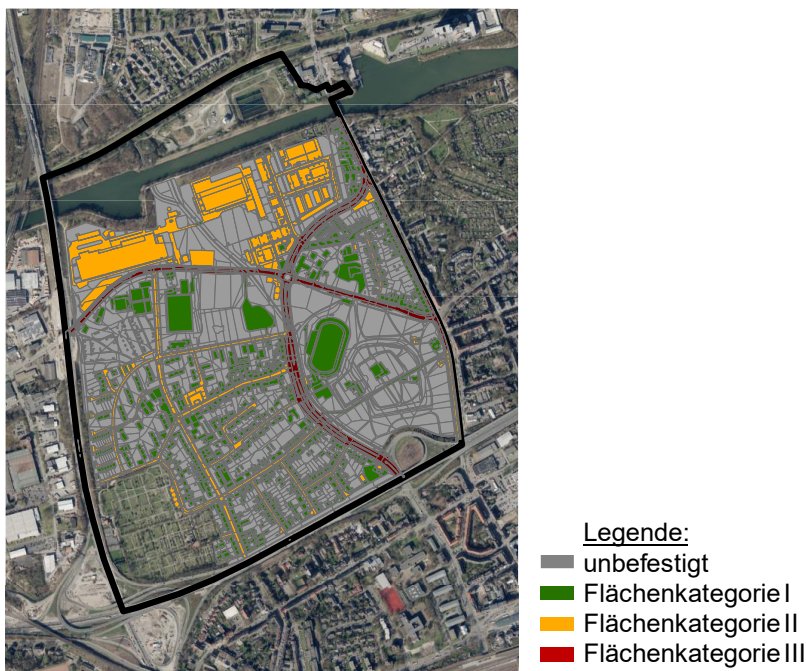 Legende:
unbefestigt
Flächenkategorie I
Flächenkategorie II
Flächenkategorie III